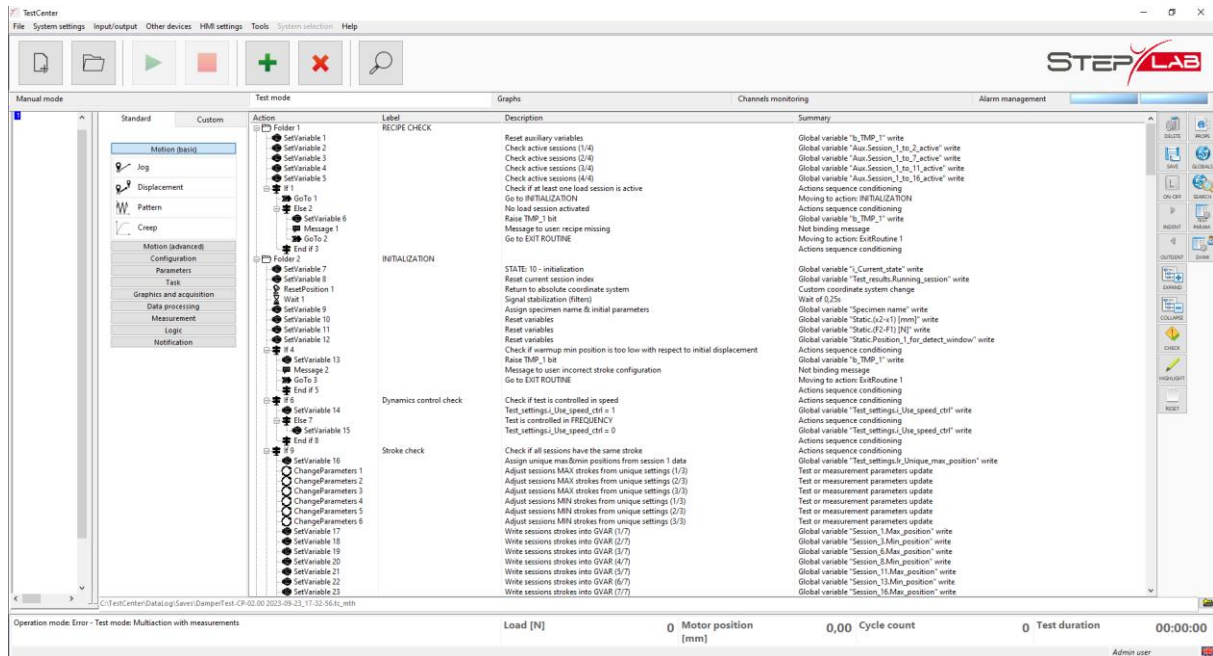 TestCenter
File System settings Input/output Other devices HMI settings Tools System selection Help
STEP LAB
Manual mode Test mode Graphs Channels monitoring Alarm management
1
Standard Custom
Motion (basic)
Jog
Displacement
Pattern
Creep
Motion (advanced)
Configuration
Parameters
Task
Graphics and acquisition
Data processing
Measurement
Logic
Notification
Action Label Description Summary
Folder 1 RECIPE CHECK
SetVariable 1 Reset auxiliary variables Global variable "b_TMP_1" write
SetVariable 2 Check active sessions (1/4) Global variable "Aux.Session_1_to_2_active" write
SetVariable 3 Check active sessions (2/4) Global variable "Aux.Session_1_to_7_active" write
SetVariable 4 Check active sessions (3/4) Global variable "Aux.Session_1_to_11_active" write
SetVariable 5 Check active sessions (4/4) Global variable "Aux.Session_1_to_16_active" write
If 1 Check if at least one load session is active Actions sequence conditioning
GoTo 1 Go to INITIALIZATION Moving to action: INITIALIZATION
Else 2 No load session activated Actions sequence conditioning
SetVariable 6 Raise TMP_1 bit Global variable "b_TMP_1" write
Message 1 Message to user: recipe missing Not binding message
GoTo 2 Go to EXIT ROUTINE Moving to action: ExitRoutine 1
End if 3 Actions sequence conditioning
Folder 2 INITIALIZATION
SetVariable 7 STATE: 10 - initialization Global variable "i_Current_state" write
SetVariable 8 Reset current session index Global variable "Test_results.Running_session" write
ResetPosition 1 Return to absolute coordinate system Custom coordinate system change
Wait 1 Signal stabilization (filters) Wait of 0,25s
SetVariable 9 Assign specimen name & initial parameters Global variable "Specimen name" write
SetVariable 10 Reset variables Global variable "Static.(x2-x1) [mm]" write
SetVariable 11 Reset variables Global variable "Static.(F2-F1) [N]" write
SetVariable 12 Reset variables Global variable "Static.Position_1_for_detect_window" write
If 4 Check if warmup min position is too low with respect to initial displacement Actions sequence conditioning
SetVariable 13 Raise TMP_1 bit Global variable "b_TMP_1" write
Message 2 Message to user: incorrect stroke configuration Not binding message
GoTo 3 Go to EXIT ROUTINE Moving to action: ExitRoutine 1
End if 5 Actions sequence conditioning
If 6 Dynamics control check Check if test is controlled in speed Actions sequence conditioning
SetVariable 14 Test_settings.i_Use_speed_ctrl = 1 Global variable "Test_settings.i_Use_speed_ctrl" write
Else 7 Test is controlled in FREQUENCY Actions sequence conditioning
SetVariable 15 Test_settings.i_Use_speed_ctrl = 0 Global variable "Test_settings.i_Use_speed_ctrl" write
End if 8 Actions sequence conditioning
If 9 Stroke check Check if all sessions have the same stroke Actions sequence conditioning
SetVariable 16 Assign unique max&min positions from session 1 data Global variable "Test_settings.lr_Unique_max_position" write
ChangeParameters 1 Adjust sessions MAX strokes from unique settings (1/3) Test or measurement parameters update
ChangeParameters 2 Adjust sessions MAX strokes from unique settings (2/3) Test or measurement parameters update
ChangeParameters 3 Adjust sessions MAX strokes from unique settings (3/3) Test or measurement parameters update
ChangeParameters 4 Adjust sessions MIN strokes from unique settings (1/3) Test or measurement parameters update
ChangeParameters 5 Adjust sessions MIN strokes from unique settings (2/3) Test or measurement parameters update
ChangeParameters 6 Adjust sessions MIN strokes from unique settings (3/3) Test or measurement parameters update
SetVariable 17 Write sessions strokes into GVAR (1/7) Global variable "Session_1.Max_position" write
SetVariable 18 Write sessions strokes into GVAR (2/7) Global variable "Session_3.Min_position" write
SetVariable 19 Write sessions strokes into GVAR (3/7) Global variable "Session_6.Max_position" write
SetVariable 20 Write sessions strokes into GVAR (4/7) Global variable "Session_8.Min_position" write
SetVariable 21 Write sessions strokes into GVAR (5/7) Global variable "Session_11.Max_position" write
SetVariable 22 Write sessions strokes into GVAR (6/7) Global variable "Session_13.Min_position" write
SetVariable 23 Write sessions strokes into GVAR (7/7) Global variable "Session_16.Max_position" write
DELETE PROPS
SAVE GLOBALS
ON-OFF SEARCH
INDENT PARAM
OUTDENT
EXPAND
COLLAPSE
CHECK
HIGHLIGHT
RESET
C:\TestCenter\DataLog\Saves\DamperTest-CP-02.00 2023-09-23_17-32-56.tc_mth
Operation mode: Error - Test mode: Multiaction with measurements
Load [N] 0 Motor position [mm] 0,00 Cycle count 0 Test duration 00:00:00
Admin user